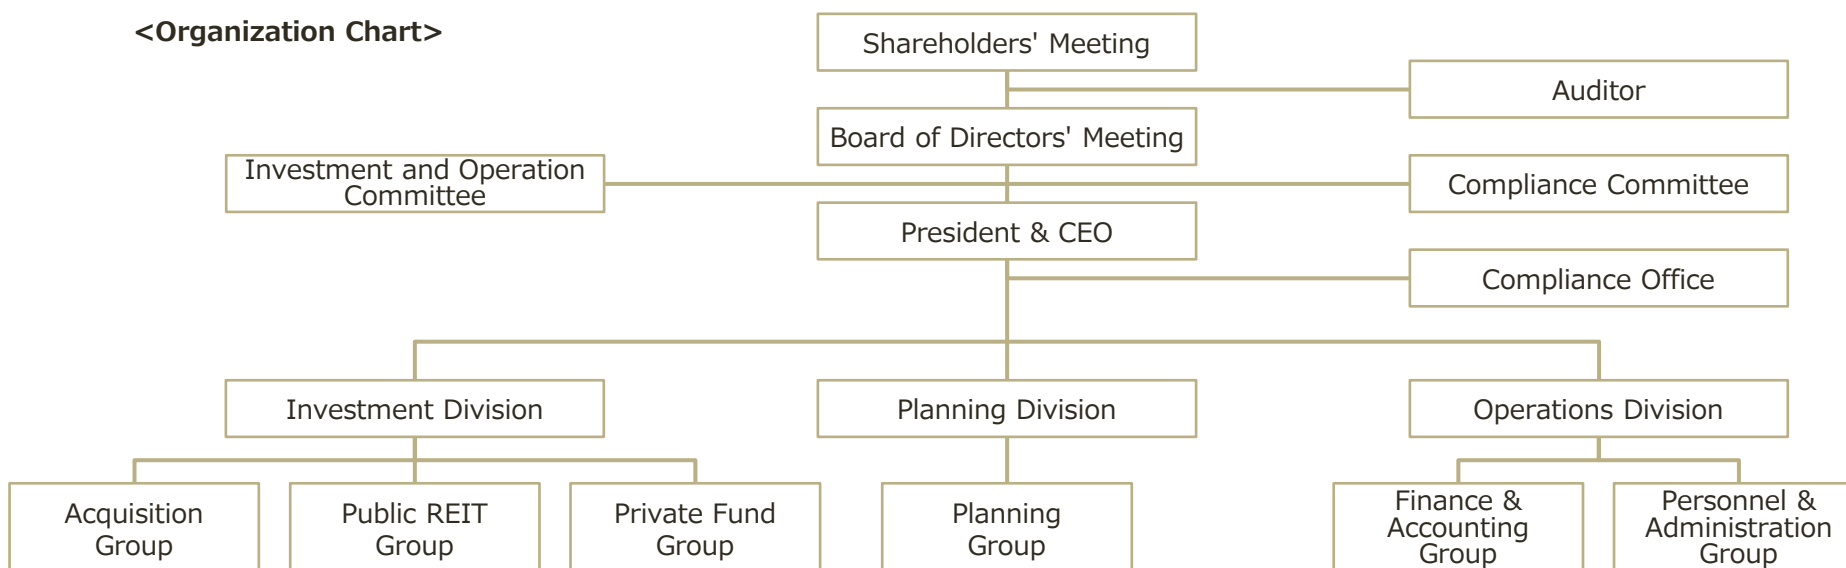 <Organization Chart>
Shareholders' Meeting
Auditor
Board of Directors' Meeting
Investment and Operation
Committee
Compliance Committee
President & CEO
Compliance Office
Investment Division
Planning Division
Operations Division
Acquisition
Group
Public REIT
Group
Private Fund
Group
Planning
Group
Finance &
Accounting
Group
Personnel &
Administration
Group